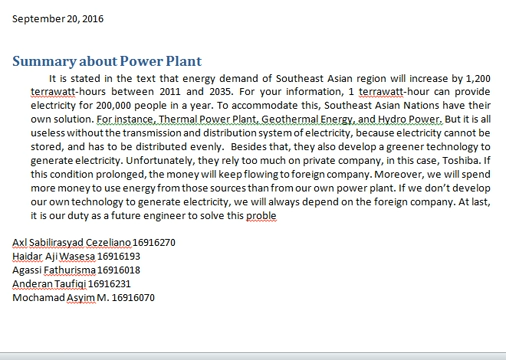 September 20, 2016
Summary about Power Plant
It is stated in the text that energy demand of Southeast Asian region will increase by 1,200
terrawatt-hours between 2011 and 2035. For your information, 1 terrawatt-hour can provide
electricity for 200,000 people in a year. To accommodate this, Southeast Asian Nations have their
own solution. For instance, Thermal Power Plant, Geothermal Energy, and Hydro Power. But it is all
useless without the transmission and distribution system of electricity, because electricity cannot be
stored, and has to be distributed evenly. Besides that, they also develop a greener technology to
generate electricity. Unfortunately, they rely too much on private company, in this case, Toshiba. If
this condition prolonged, the money will keep flowing to foreign company. Moreover, we will spend
more money to use energy from those sources than from our own power plant. If we don't develop
our own technology to generate electricity, we will always depend on the foreign company. At last,
it is our duty as a future engineer to solve this proble
Axl Sabilirasyad Cezeliano 16916270
Haidar Aji Wasesa 16916193
Agassi Fathurisma 16916018
Anderan Taufiqi 16916231
Mochamad Asyim M. 16916070